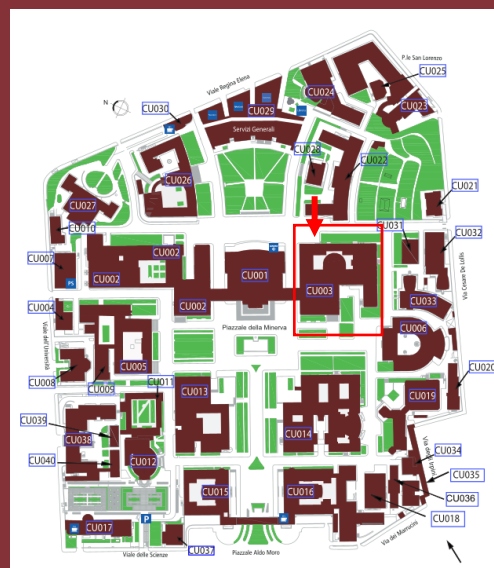 P.le San Lorenzo
CU025
Viale Regina Elena
CU024
CU023
CU030
CU029
N
Servizi Generali
CU028
CU022
CU026
CU021
CU027
CU010
CU031
CU032
CU002
CU007
CU001
CU002
PS
CU003
Via Cesare De Lollis
CU033
CU004
CU002
Piazzale della Minerva
CU006
Viale dell'Università
CU005
CU008
CU009
CU011
CU020
CU013
CU019
CU039
CU038
CU014
CU034
CU040
CU012
Via degli Irpini
CU035
CU015
CU016
CU036
CU018
P
CU017
Viale delle Scienze
CU037
Piazzale Aldo Moro
Via dei Marrucini